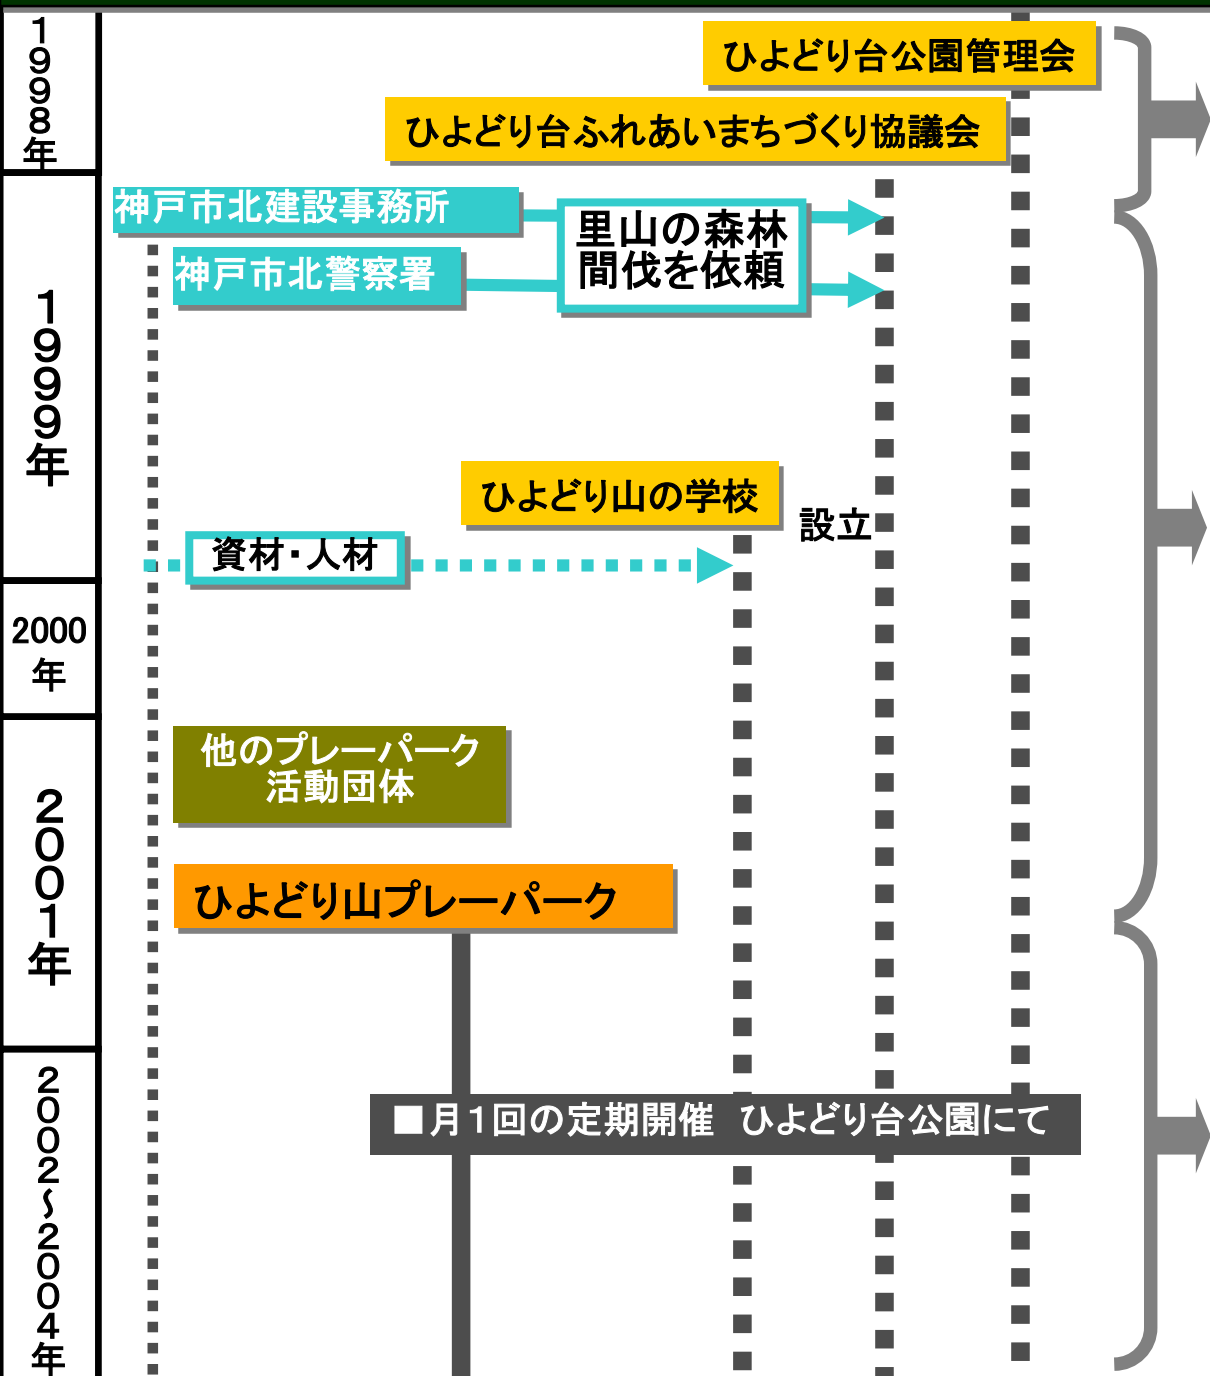 1998年
ひよどり台公園管理会
ひよどり台ふれあいまちづくり協議会
1999年
神戸市北建設事務所
神戸市北警察署
里山の森林
間伐を依頼
ひよどり山の学校
設立
資材・人材
2000
年
2001年
他のプレーパーク
活動団体
ひよどり山プレーパーク
2002～2004年
■月1回の定期開催　ひよどり台公園にて